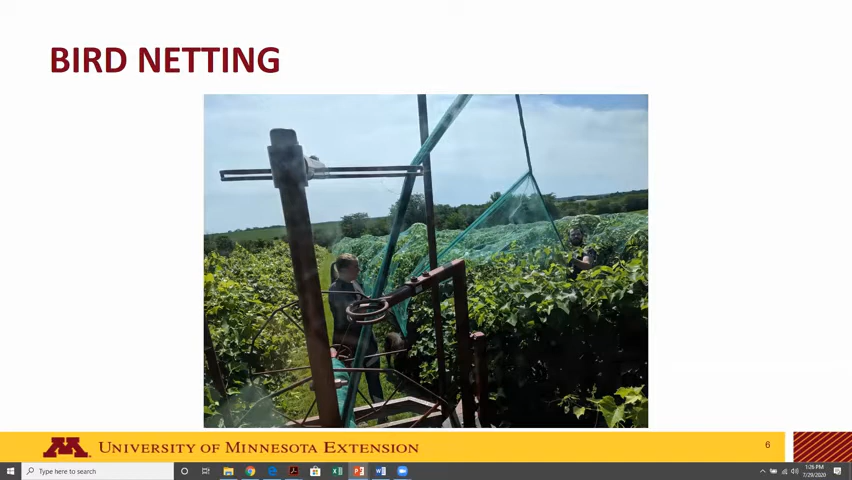 BIRD NETTING
M
UNIVERSITY OF MINNESOTA EXTENSION
6
Type here to search
1:26 PM
7/29/2020